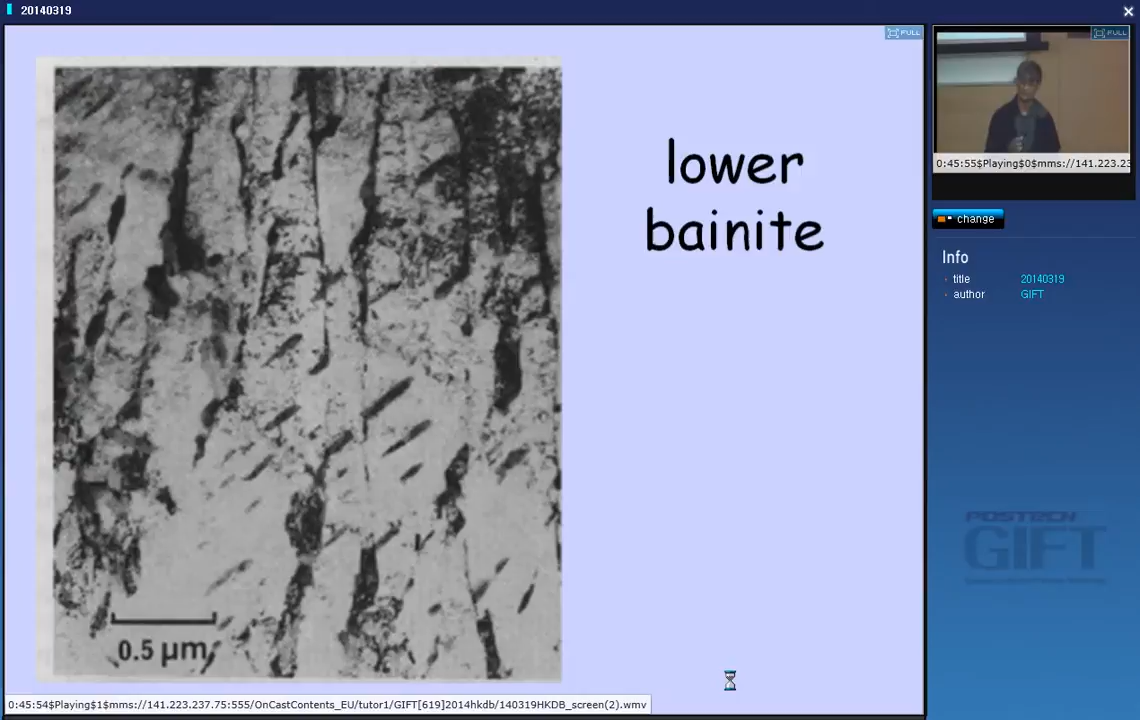 20140319
FULL
lower
bainite
0.5 µm
0:45:54$Playing$1$mms://141.223.237.75:555/OnCastContents_EU/tutor1/GIFT[619]2014hkdb/140319HKDB_screen(2).wmv
FULL
0:45:55$Playing$0$mms://141.223.23
change
Info
title 20140319
author GIFT
POSTECH
GIFT